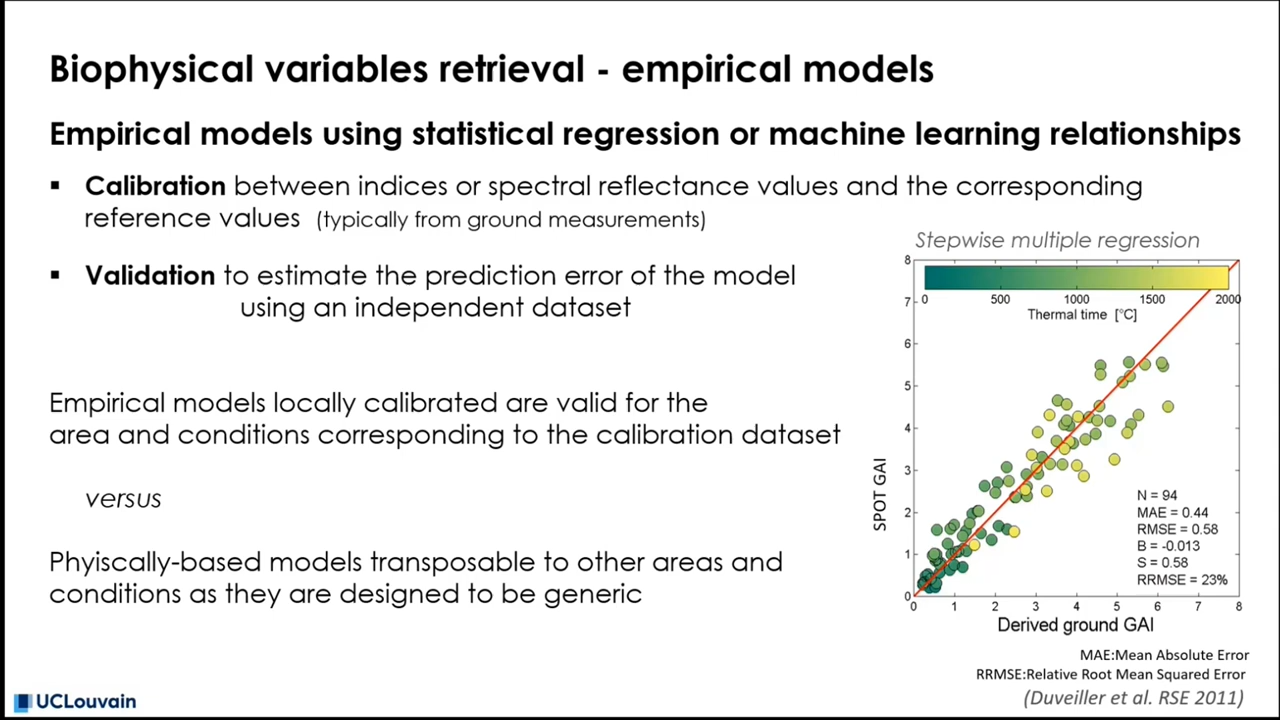 Biophysical variables retrieval - empirical models
Empirical models using statistical regression or machine learning relationships
▪ Calibration between indices or spectral reflectance values and the corresponding
reference values (typically from ground measurements)
▪ Validation to estimate the prediction error of the model
using an independent dataset
Empirical models locally calibrated are valid for the
area and conditions corresponding to the calibration dataset
versus
Phyiscally-based models transposable to other areas and
conditions as they are designed to be generic
Stepwise multiple regression
8
7
6
5
4
3
2
1
0
0 500 1000 1500 2000
Thermal time [°C]
SPOT GAI
N = 94
MAE = 0.44
RMSE = 0.58
B = -0.013
S = 0.58
RRMSE = 23%
0 1 2 3 4 5 6 7 8
Derived ground GAI
MAE:Mean Absolute Error
RRMSE:Relative Root Mean Squared Error
(Duveiller et al. RSE 2011)
UCLouvain